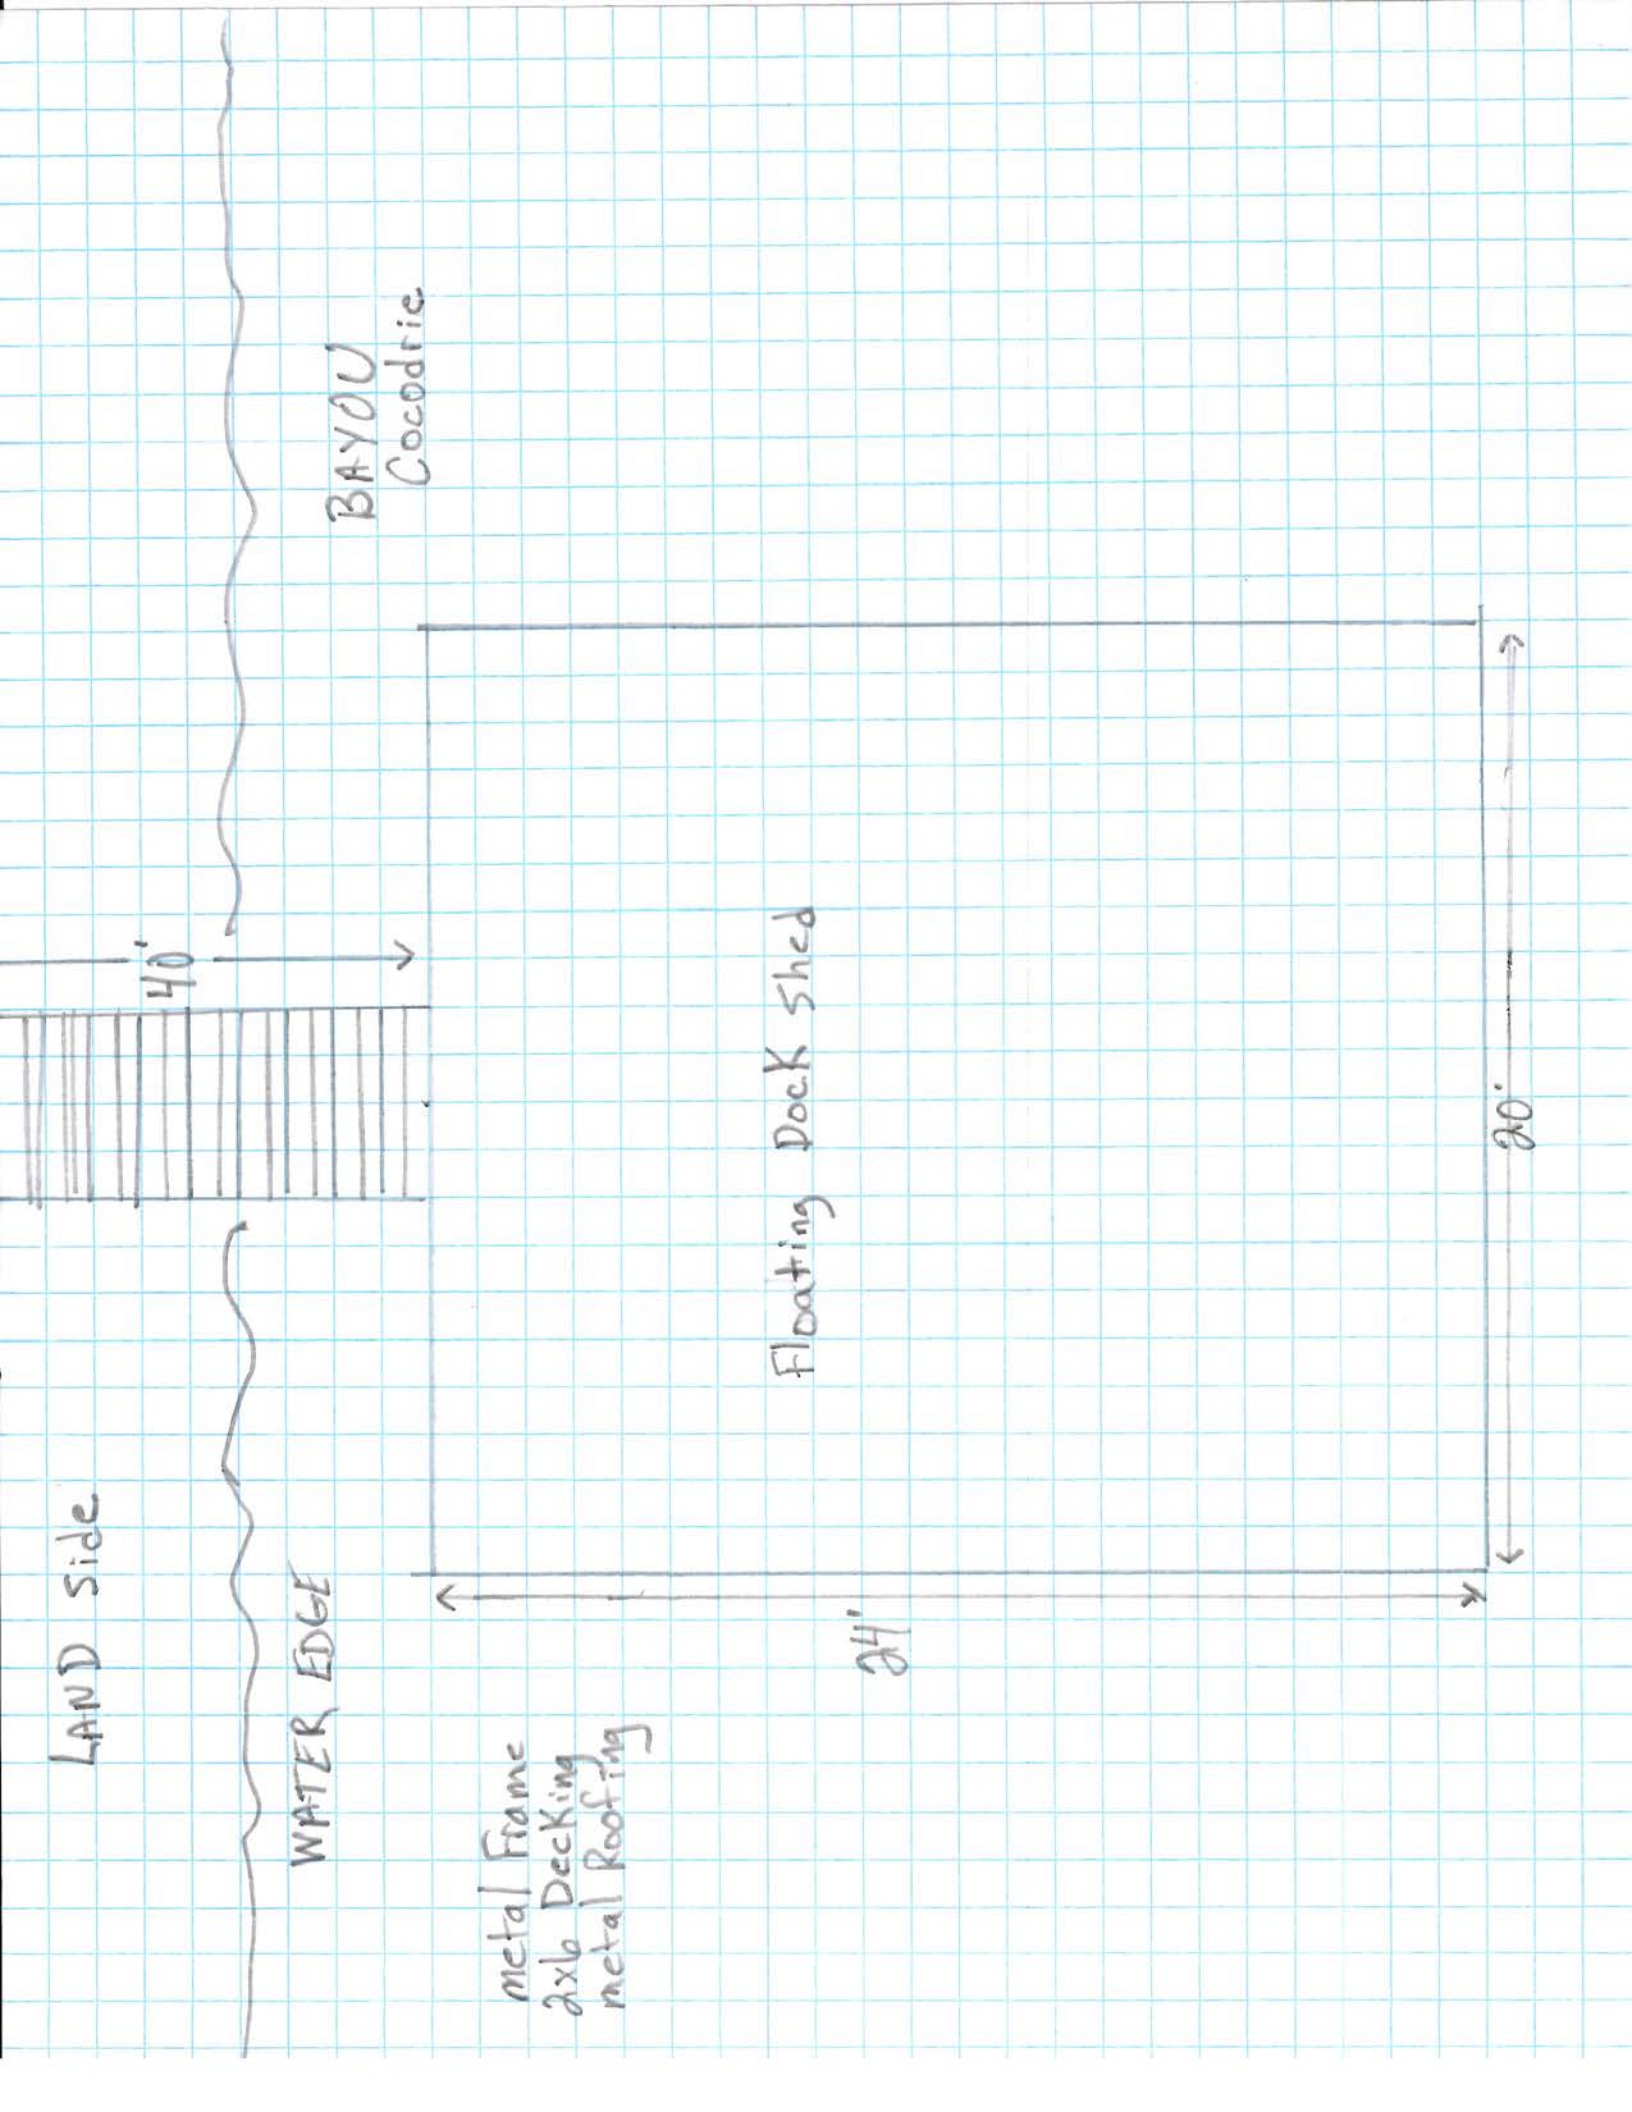 LAND Side
40'
WATER EDGE
BAYOU
Cocodrie
metal Frame
2x6 Decking
metal Roofing
Floating Dock Shed
24'
20'